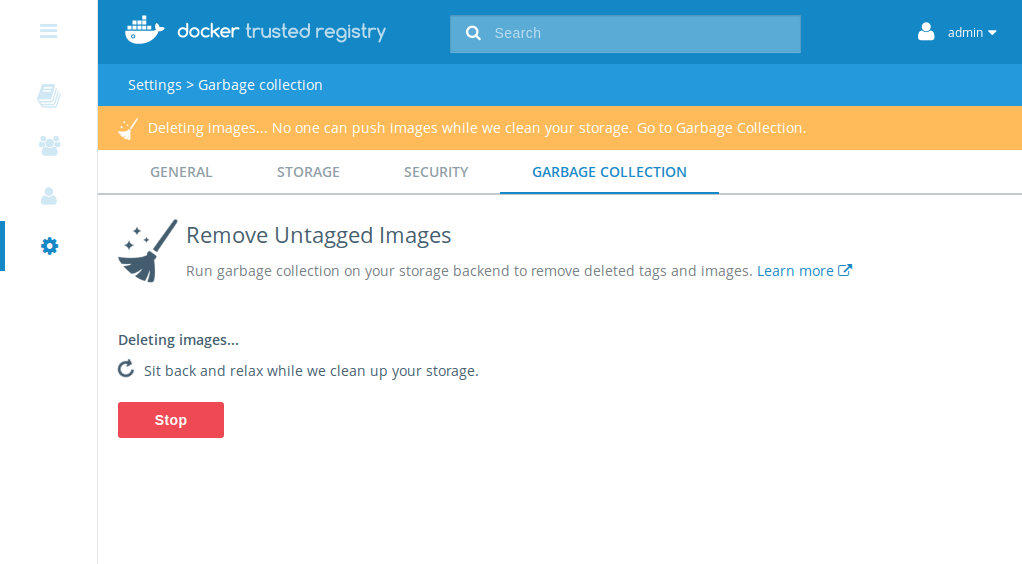 docker trusted registry
Search
admin
Settings > Garbage collection
Deleting images... No one can push images while we clean your storage. Go to Garbage Collection.
GENERAL
STORAGE
SECURITY
GARBAGE COLLECTION
Remove Untagged Images
Run garbage collection on your storage backend to remove deleted tags and images. Learn more
Deleting images...
Sit back and relax while we clean up your storage.
Stop